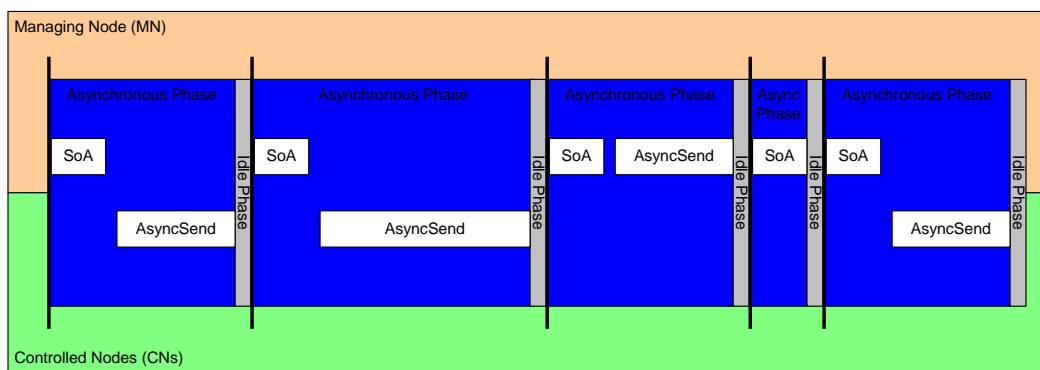 Managing Node (MN)
Asynchronous Phase
Asynchronous Phase
Asynchronous Phase
Async
Phase
Asynchronous Phase
SoA
Idle Phase
SoA
Idle Phase
SoA
AsyncSend
Idle Phase
SoA
Idle Phase
SoA
Idle Phase
AsyncSend
AsyncSend
AsyncSend
Controlled Nodes (CNs)